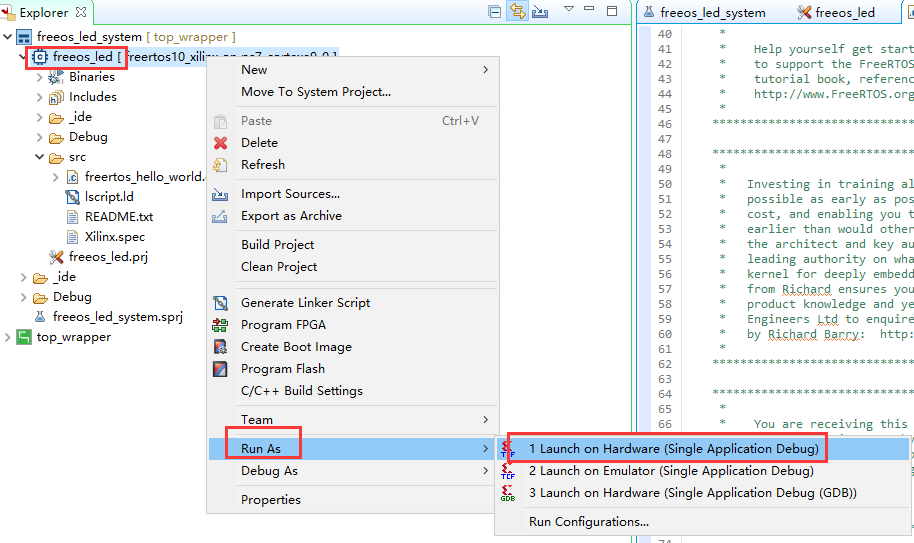 Explorer
freeos_led_system [ top_wrapper ]
freeos_led [ freertos10_xilinx on ps7_cortexa9_0 ]
Binaries
Includes
_ide
Debug
src
freertos_hello_world.
lscript.ld
README.txt
Xilinx.spec
freeos_led.prj
_ide
Debug
freeos_led_system.sprj
top_wrapper
New
Move To System Project...
Paste Ctrl+V
Delete
Refresh
Import Sources...
Export as Archive
Build Project
Clean Project
Generate Linker Script
Program FPGA
Create Boot Image
Program Flash
C/C++ Build Settings
Team
Run As
Debug As
Properties
1 Launch on Hardware (Single Application Debug)
2 Launch on Emulator (Single Application Debug)
3 Launch on Hardware (Single Application Debug (GDB))
Run Configurations...
freeos_led_system freeos_led
40 *
41 * Help yourself get start
42 * to support the FreeRTOS
43 * tutorial book, referenc
44 * http://www.FreeRTOS.org
45 *
46 *******************************
47
48 *******************************
49 *
50 * Investing in training al
51 * possible as early as pos
52 * cost, and enabling you t
53 * earlier than would other
54 * the architect and key au
55 * leading authority on wha
56 * kernel for deeply embedd
57 * from Richard ensures you
58 * product knowledge and ye
59 * Engineers Ltd to enquire
60 * by Richard Barry: http:
61 *
62 *******************************
63
64 *******************************
65 *
66 * You are receiving this